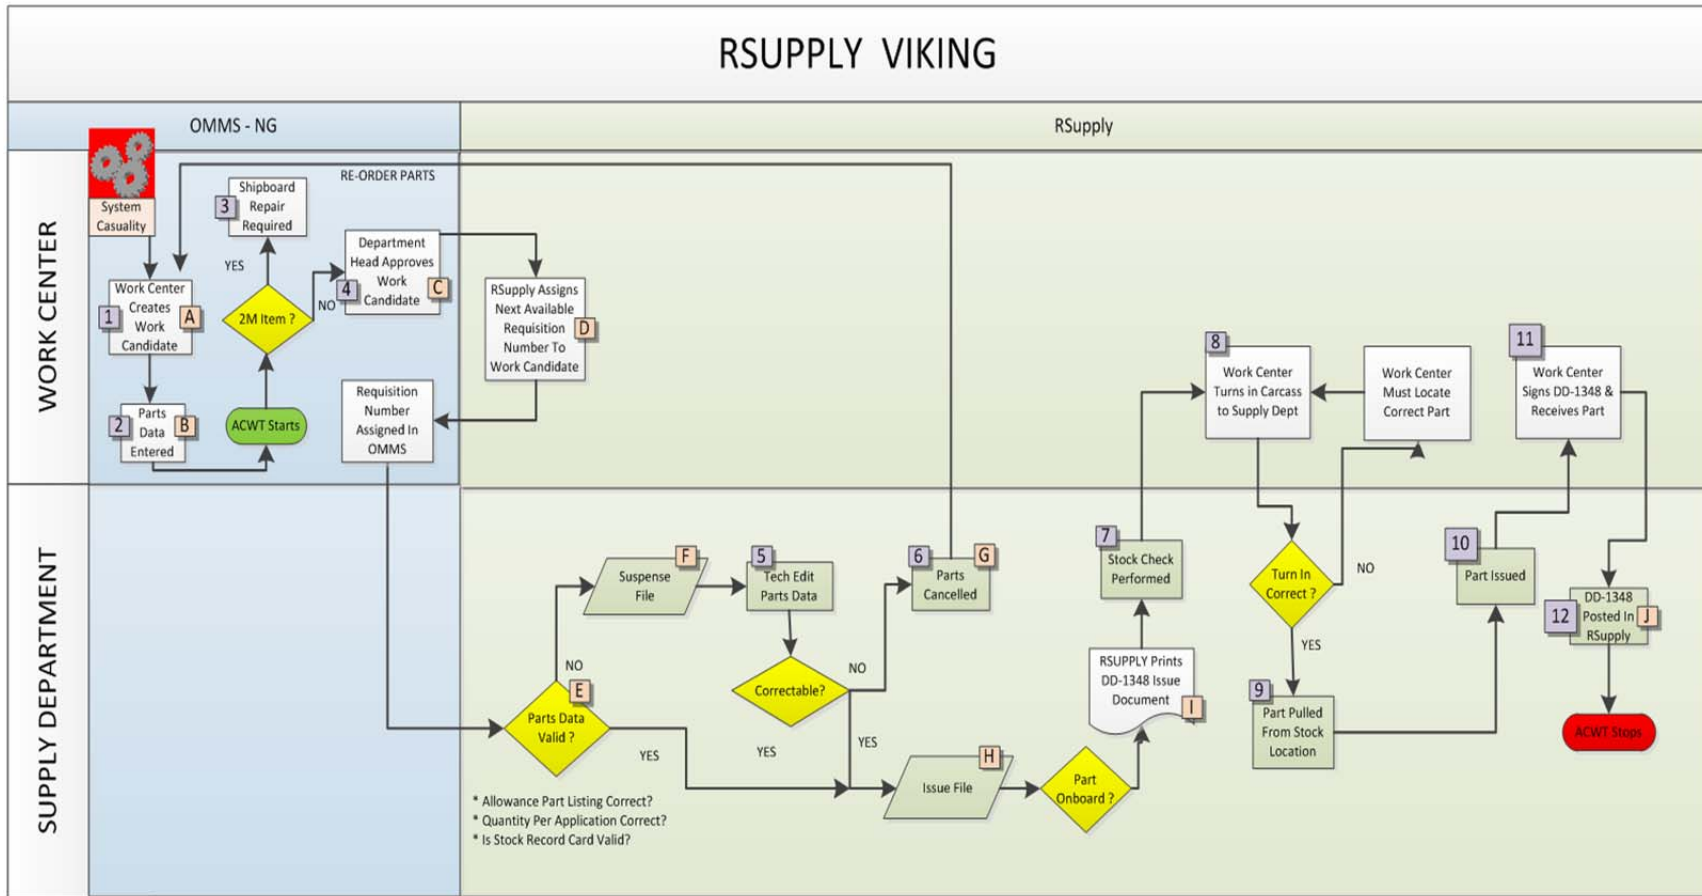 RSUPPLY VIKING
OMMS - NG
RSupply
WORK CENTER
System
Casuality
RE-ORDER PARTS
3
Shipboard
Repair
Required
YES
Department
Head Approves
Work
Candidate
4
C
NO
2M Item ?
Work Center
Creates
Work
Candidate
1
A
2
Parts
Data
Entered
B
ACWT Starts
RSupply Assigns
Next Available
Requisition
Number To
Work Candidate
D
Requisition
Number
Assigned In
OMMS
8
Work Center
Turns in Carcass
to Supply Dept
Work Center
Must Locate
Correct Part
11
Work Center
Signs DD-1348 &
Receives Part
SUPPLY DEPARTMENT
Suspense
File
F
5
Tech Edit
Parts Data
6
G
Parts
Cancelled
NO
E
Parts Data
Valid ?
YES
Correctable?
NO
YES
YES
* Allowance Part Listing Correct?
* Quantity Per Application Correct?
* Is Stock Record Card Valid?
H
Issue File
Part
Onboard ?
7
Stock Check
Performed
RSUPPLY Prints
DD-1348 Issue
Document
I
Turn In
Correct ?
NO
YES
9
Part Pulled
From Stock
Location
10
Part Issued
12
DD-1348
Posted In
RSupply
J
ACWT Stops